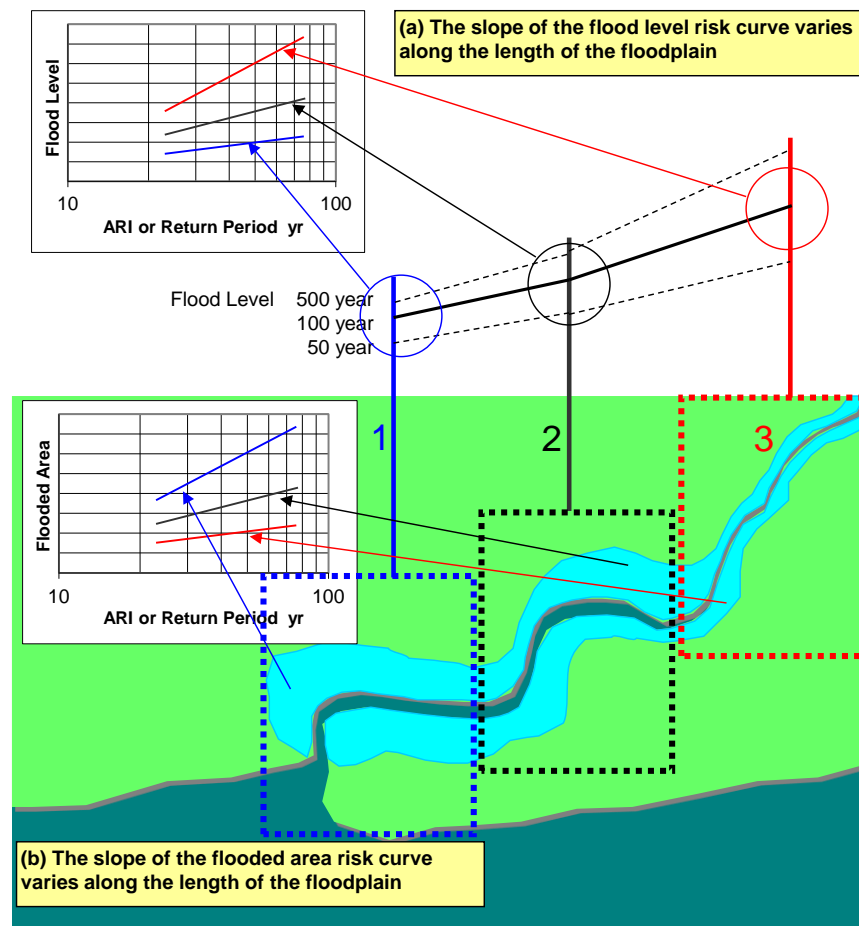 (a) The slope of the flood level risk curve varies
along the length of the floodplain
Flood Level
10
100
ARI or Return Period yr
Flood Level 500 year
100 year
50 year
1
2
3
Flooded Area
10
100
ARI or Return Period yr
(b) The slope of the flooded area risk curve
varies along the length of the floodplain